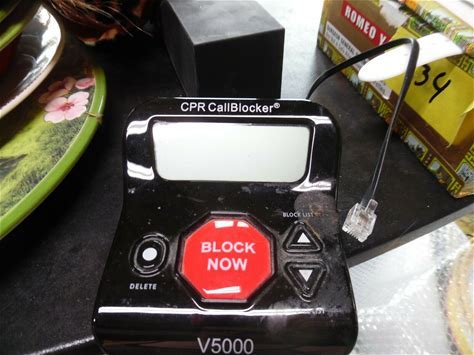 ROMEO Y
34
CPR CallBlocker®
BLOCK LIST
BLOCK
NOW
DELETE
V5000